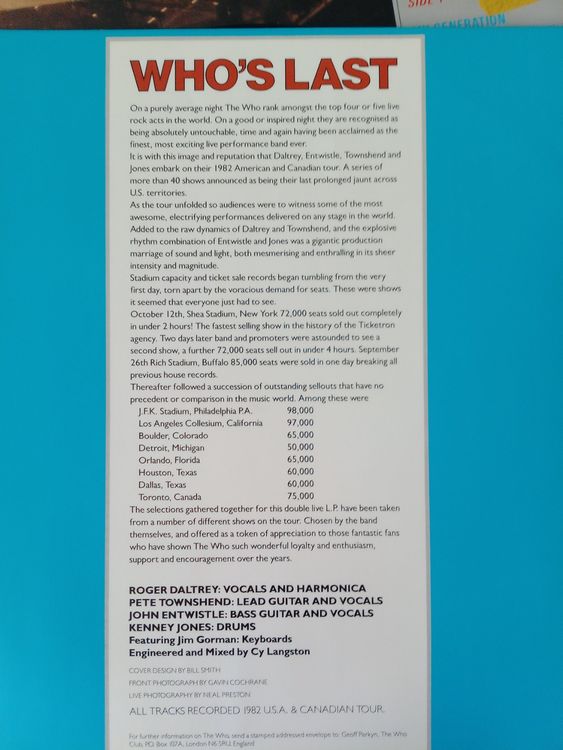 SIDE
MY GENERATION
WHO'S LAST
On a purely average night The Who rank amongst the top four or five live
rock acts in the world. On a good or inspired night they are recognised as
being absolutely untouchable, time and again having been acclaimed as the
finest, most exciting live performance band ever.
It is with this image and reputation that Daltrey, Entwistle, Townshend and
Jones embark on their 1982 American and Canadian tour. A series of
more than 40 shows announced as being their last prolonged jaunt across
U.S. territories.
As the tour unfolded so audiences were to witness some of the most
awesome, electrifying performances delivered on any stage in the world.
Added to the raw dynamics of Daltrey and Townshend, and the explosive
rhythm combination of Entwistle and Jones was a gigantic production
marriage of sound and light, both mesmerising and enthralling in its sheer
intensity and magnitude.
Stadium capacity and ticket sale records began tumbling from the very
first day, torn apart by the voracious demand for seats. These were shows
it seemed that everyone just had to see.
October 12th, Shea Stadium, New York 72,000 seats sold out completely
in under 2 hours! The fastest selling show in the history of the Ticketron
agency. Two days later band and promoters were astounded to see a
second show, a further 72,000 seats sell out in under 4 hours. September
26th Rich Stadium, Buffalo 85,000 seats were sold in one day breaking all
previous house records.
Thereafter followed a succession of outstanding sellouts that have no
precedent or comparison in the music world. Among these were
J.F.K. Stadium, Philadelphia P.A. 98,000
Los Angeles Collesium, California 97,000
Boulder, Colorado 65,000
Detroit, Michigan 50,000
Orlando, Florida 65,000
Houston, Texas 60,000
Dallas, Texas 60,000
Toronto, Canada 75,000
The selections gathered together for this double live L.P. have been taken
from a number of different shows on the tour. Chosen by the band
themselves, and offered as a token of appreciation to those fantastic fans
who have shown The Who such wonderful loyalty and enthusiasm,
support and encouragement over the years.
ROGER DALTREY: VOCALS AND HARMONICA
PETE TOWNSHEND: LEAD GUITAR AND VOCALS
JOHN ENTWISTLE: BASS GUITAR AND VOCALS
KENNEY JONES: DRUMS
Featuring Jim Gorman: Keyboards
Engineered and Mixed by Cy Langston
COVER DESIGN BY BILL SMITH
FRONT PHOTOGRAPH BY GAVIN COCHRANE
LIVE PHOTOGRAPHY BY NEAL PRESTON
ALL TRACKS RECORDED 1982 U.S.A. & CANADIAN TOUR.
For further information on The Who, send a stamped addressed envelope to: Geoff Parkyn, The Who
Club, P.O. Box 107A, London N6 5RU, England